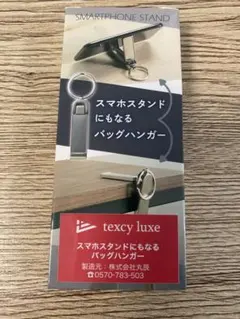 SMARTPHONE STAND
スマホスタンド
にもなる
バッグハンガー
texcy luxe
スマホスタンドにもなる
バッグハンガー
製造元：株式会社丸辰
☎0570-783-503